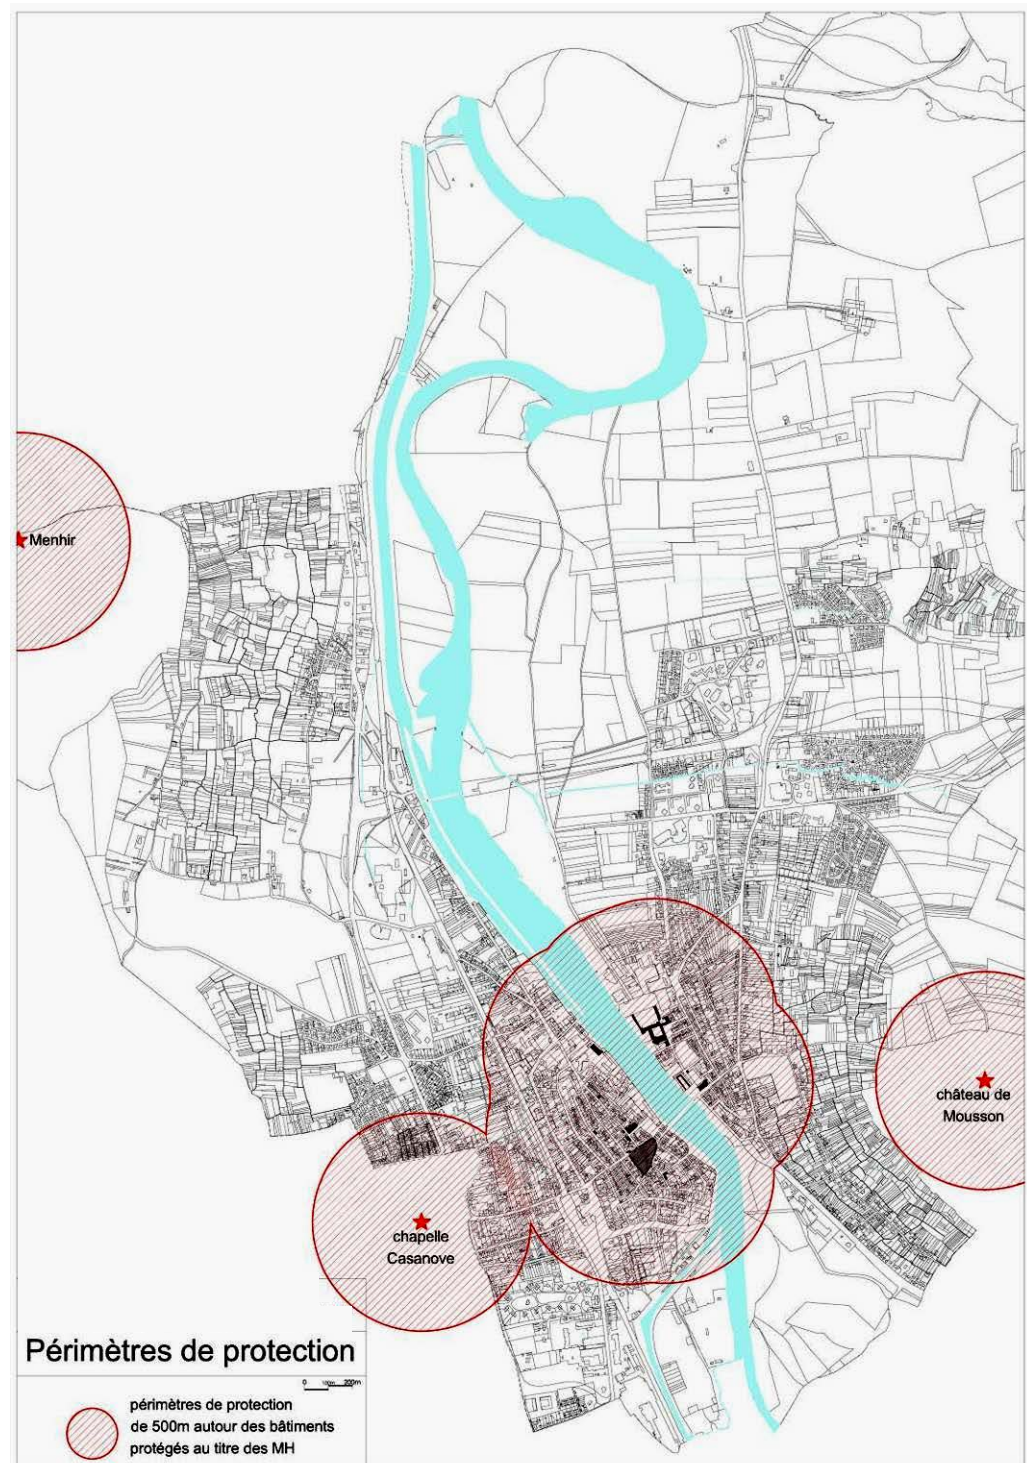 Menhir
château de
Mousson
chapelle
Casanove
Périmètres de protection
0 100m 200m
périmètres de protection
de 500m autour des bâtiments
protégés au titre des MH